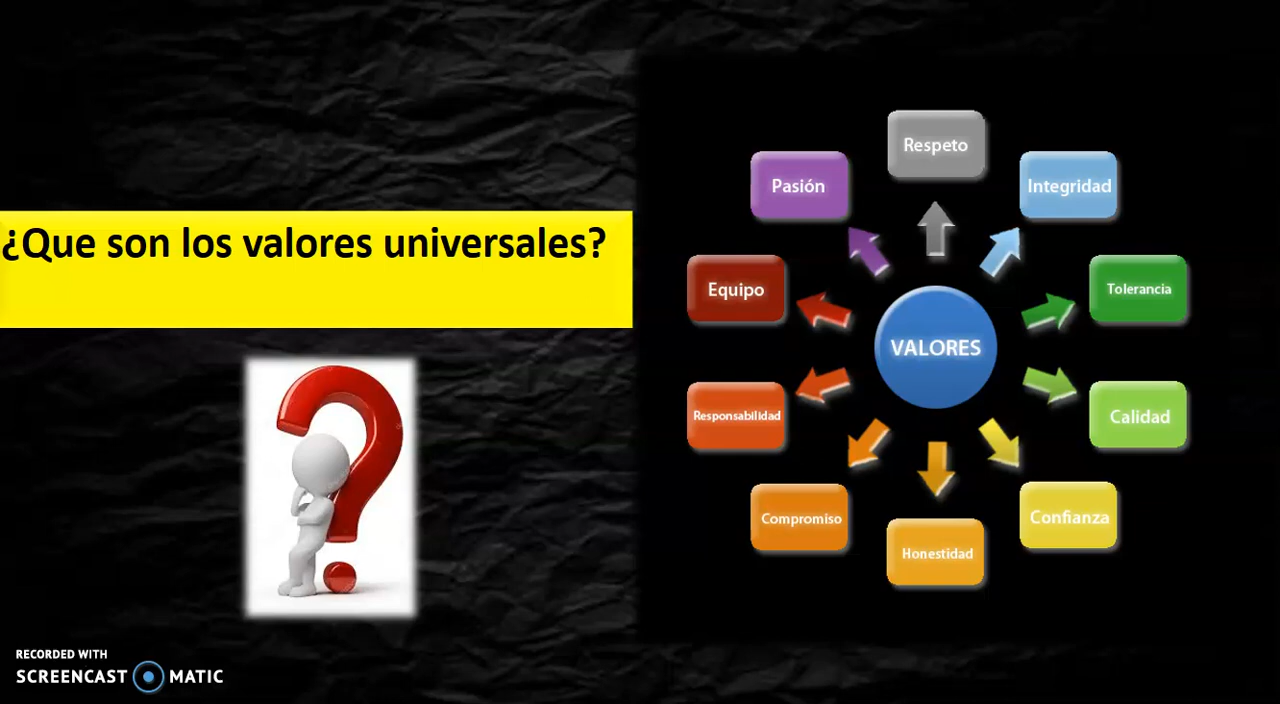 ¿Que son los valores universales?
Respeto
Pasión
Integridad
Equipo
Tolerancia
VALORES
Responsabilidad
Calidad
Compromiso
Confianza
Honestidad
RECORDED WITH
SCREENCAST MATIC